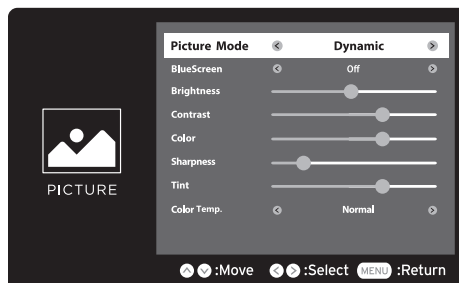 Picture Mode Dynamic
BlueScreen Off
Brightness
Contrast
Color
Sharpness
Tint
Color Temp. Normal
PICTURE
:Move :Select MENU :Return